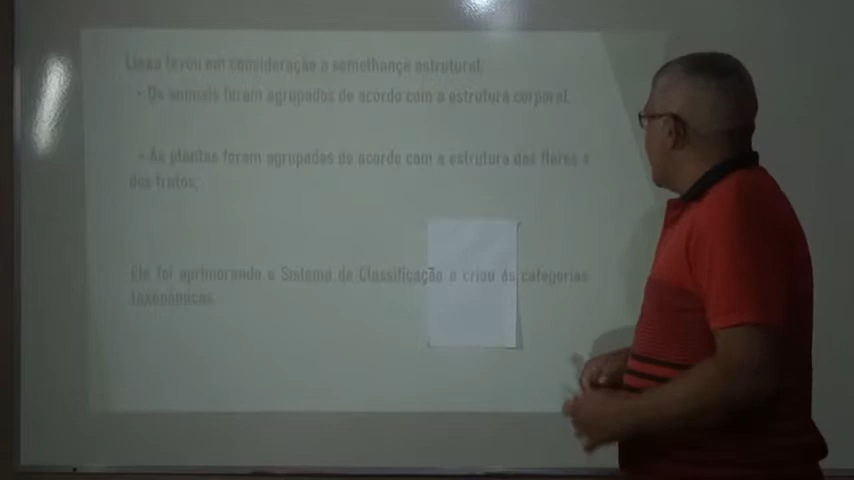 Lineu levou em consideração a semelhança estrutural.
- Os animais foram agrupados de acordo com a estrutura corporal.
- As plantas foram agrupadas de acordo com a estrutura das flores e
dos frutos.
Ele foi aprimorando o Sistema de Classificação e criou as categorias
taxonômicas.